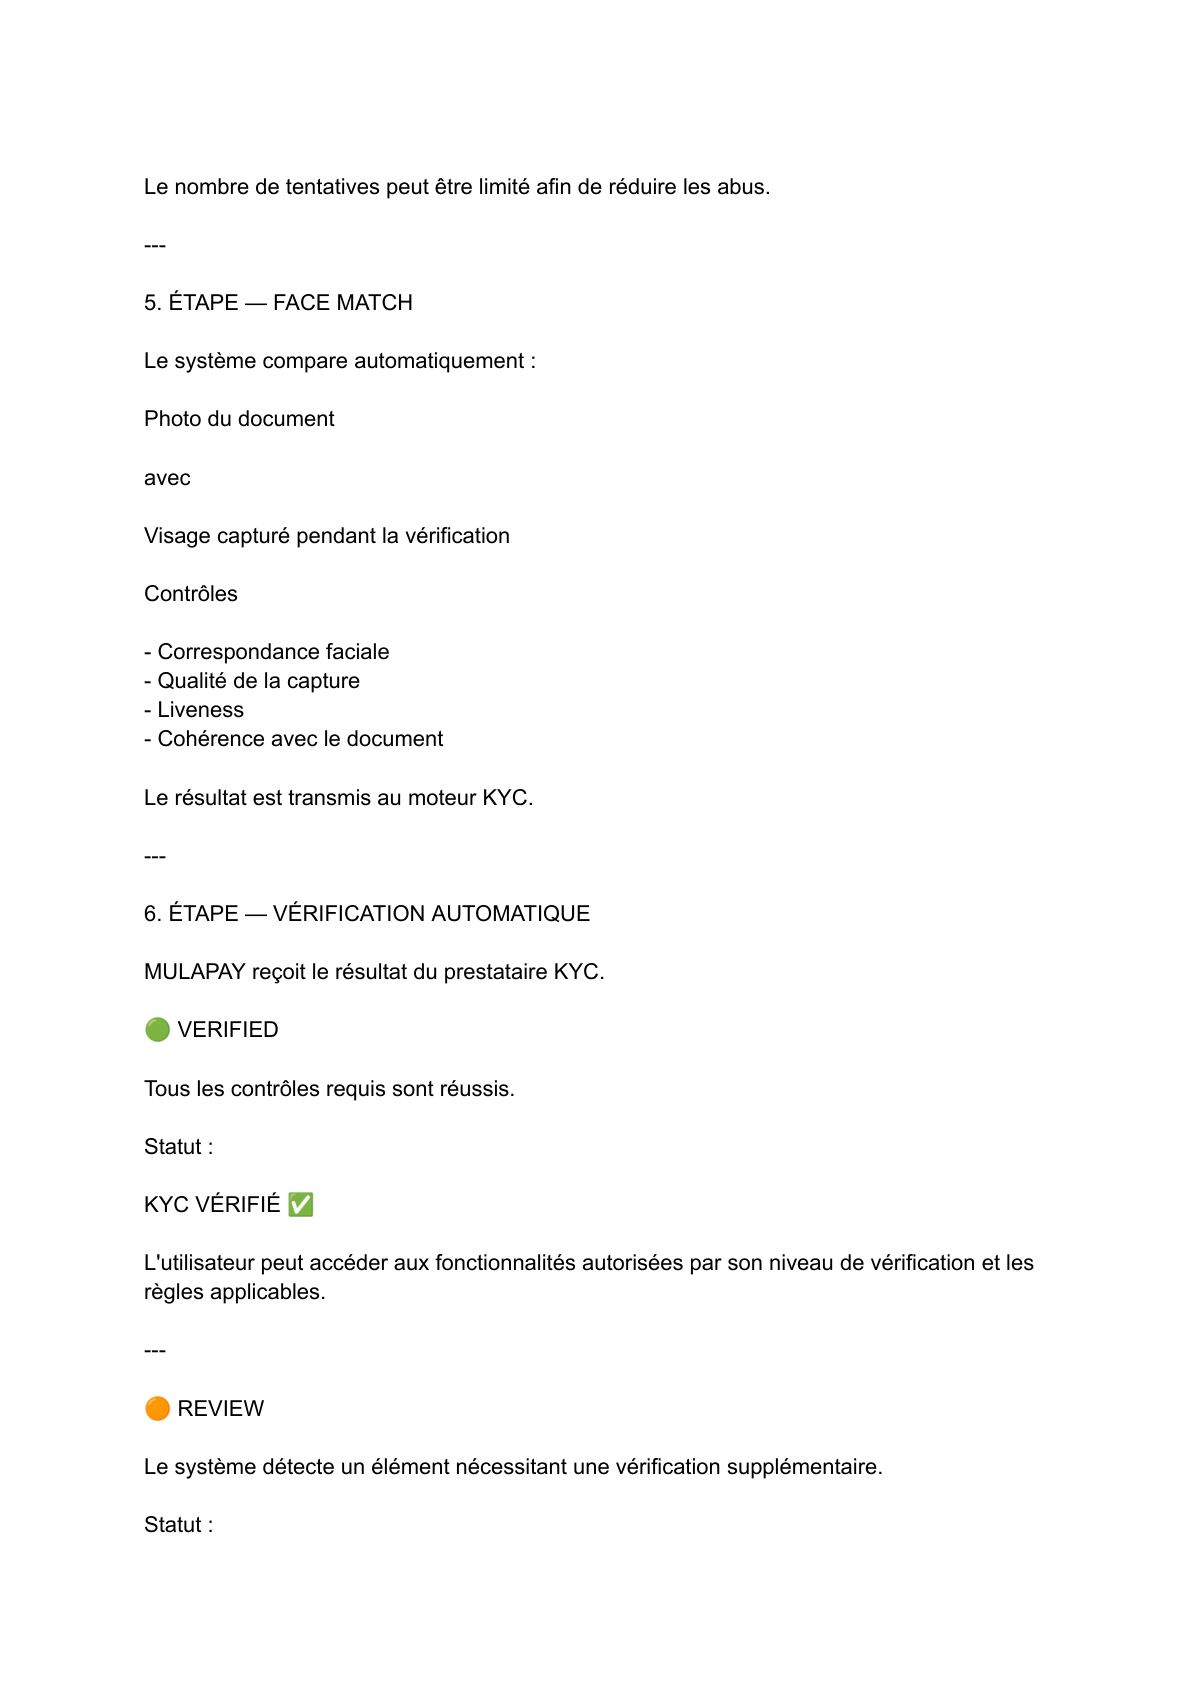 Le nombre de tentatives peut être limité afin de réduire les abus.
---
5. ÉTAPE — FACE MATCH
Le système compare automatiquement :
Photo du document
avec
Visage capturé pendant la vérification
Contrôles
- Correspondance faciale
- Qualité de la capture
- Liveness
- Cohérence avec le document
Le résultat est transmis au moteur KYC.
---
6. ÉTAPE — VÉRIFICATION AUTOMATIQUE
MULAPAY reçoit le résultat du prestataire KYC.
🟢 VERIFIED
Tous les contrôles requis sont réussis.
Statut :
KYC VÉRIFIÉ ✅
L'utilisateur peut accéder aux fonctionnalités autorisées par son niveau de vérification et les
règles applicables.
---
🟠 REVIEW
Le système détecte un élément nécessitant une vérification supplémentaire.
Statut :